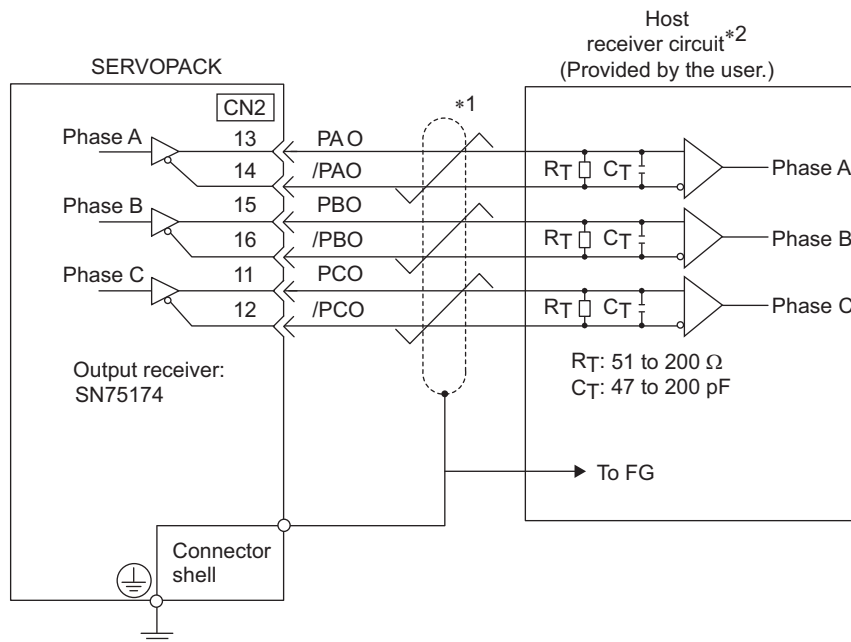 Host
receiver circuit*2
(Provided by the user.)
SERVOPACK
CN2
*1
Phase A
13
PAO
14
/PAO
RT
CT
Phase A
Phase B
15
PBO
16
/PBO
RT
CT
Phase B
Phase C
11
PCO
12
/PCO
RT
CT
Phase C
Output receiver:
SN75174
RT: 51 to 200 Ω
CT: 47 to 200 pF
To FG
Connector
shell